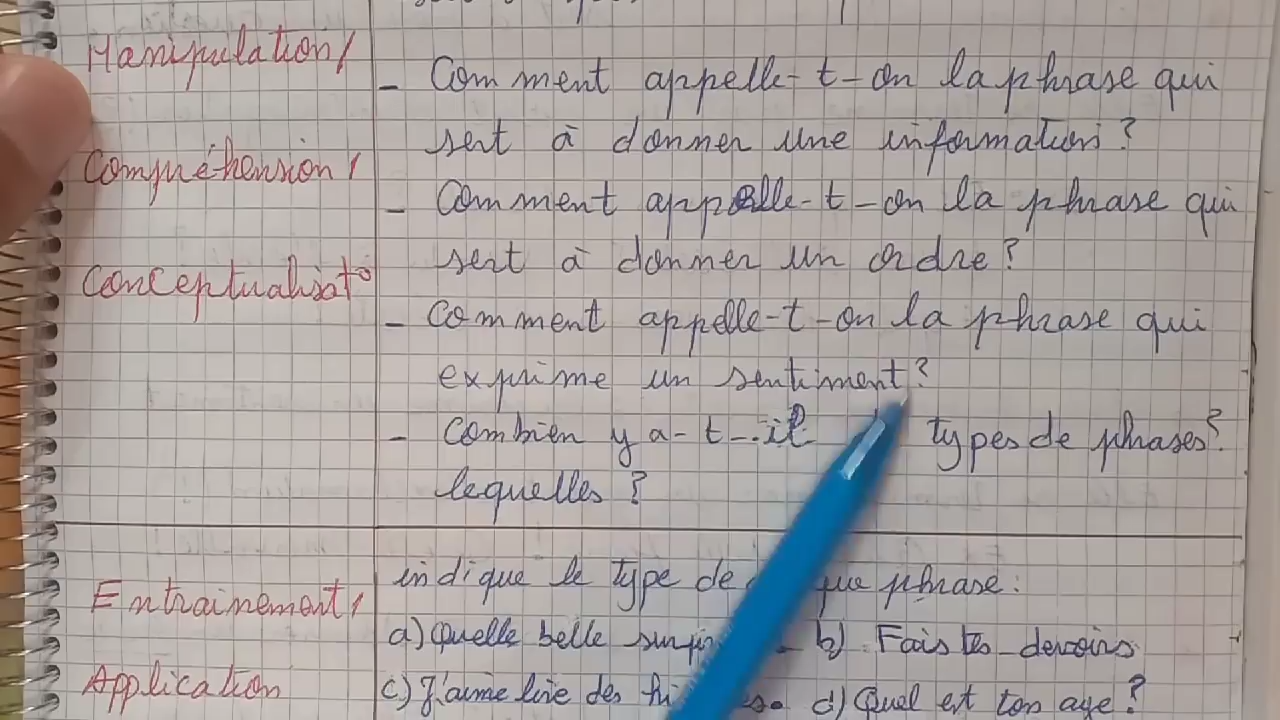 Manipulation /
- Comment appelle-t-on la phrase qui
sert à donner une information ?
Compréhension /
- Comment appelle-t-on la phrase qui
sert à donner un ordre ?
Conceptualisat°
- Comment appelle-t-on la phrase qui
exprime un sentiment ?
- Combien y a-t-il types de phrases ?
lequelles ?
Entrainement /
indique le type de phrase :
a) Quelle belle b) Fais tes devoirs
Application
c) J'aime lire des d) Quel est ton age ?